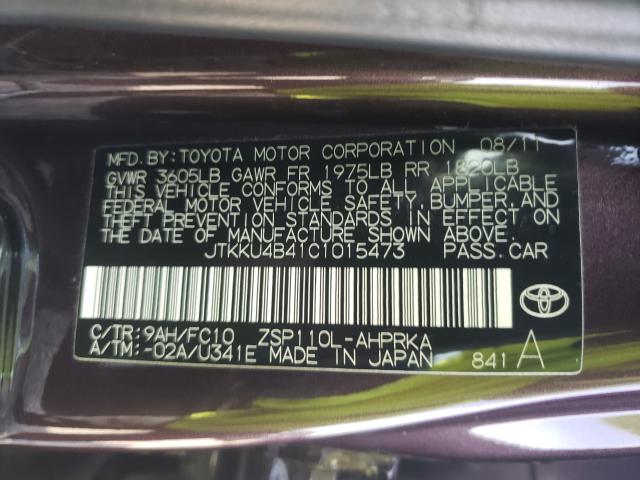 MFD. BY: TOYOTA MOTOR CORPORATION 08/11
GVWR 3605LB GAWR FR 1975LB RR 1820LB
THIS VEHICLE CONFORMS TO ALL APPLICABLE
FEDERAL MOTOR VEHICLE SAFETY, BUMPER, AND
THEFT PREVENTION STANDARDS IN EFFECT ON
THE DATE OF MANUFACTURE SHOWN ABOVE.
JTKKU4B41C1015473 PASS.CAR
C/TR:9AH/FC10 ZSP110L-AHPRKA
A/TM:-02A/U341E MADE IN JAPAN 841 A